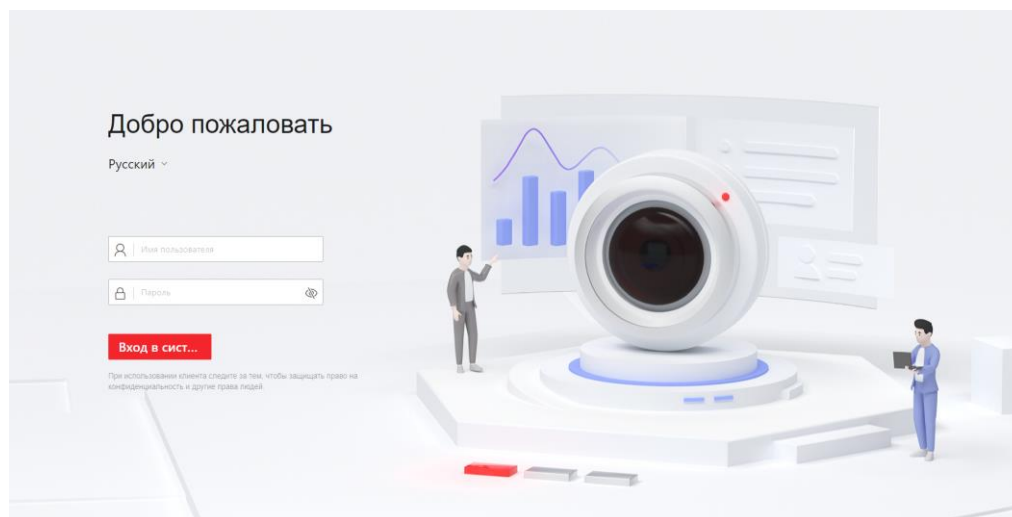 Добро пожаловать
Русский
Имя пользователя
Пароль
Вход в сист...
При использовании клиента следите за тем, чтобы защищать право на
конфиденциальность и другие права людей